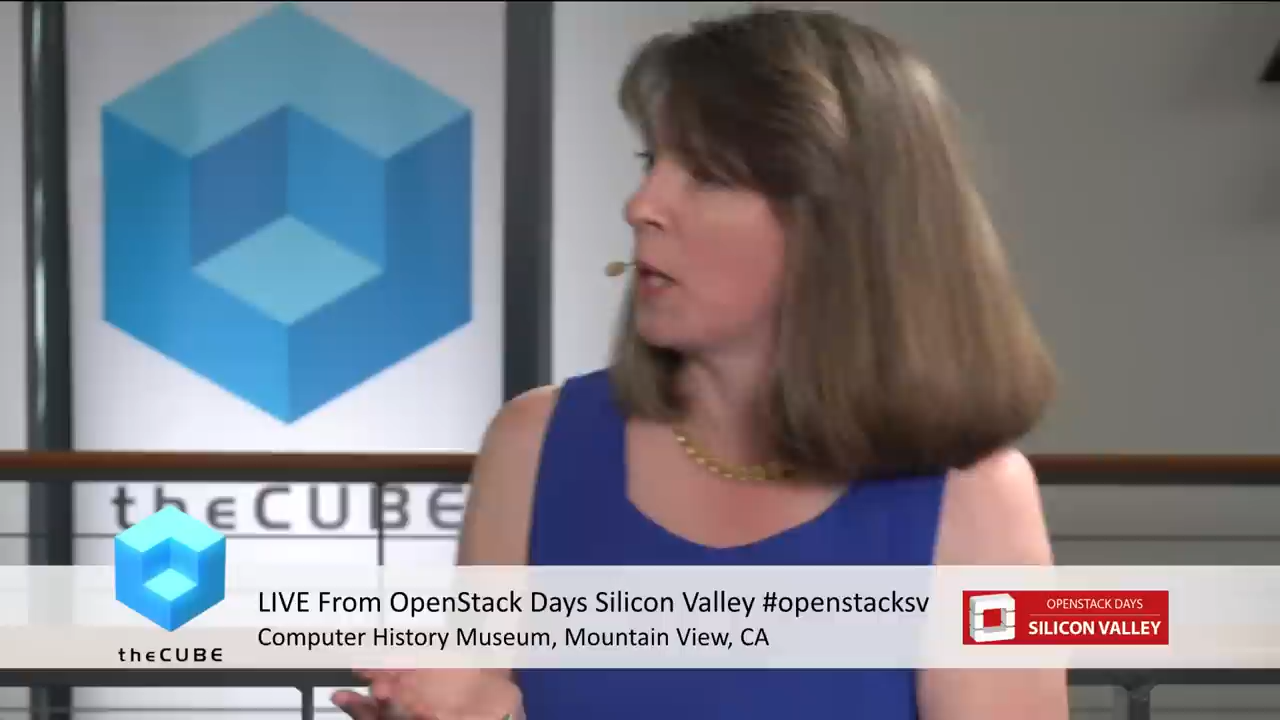 theCUBE
LIVE From OpenStack Days Silicon Valley #openstacksv
Computer History Museum, Mountain View, CA
theCUBE
OPENSTACK DAYS
SILICON VALLEY